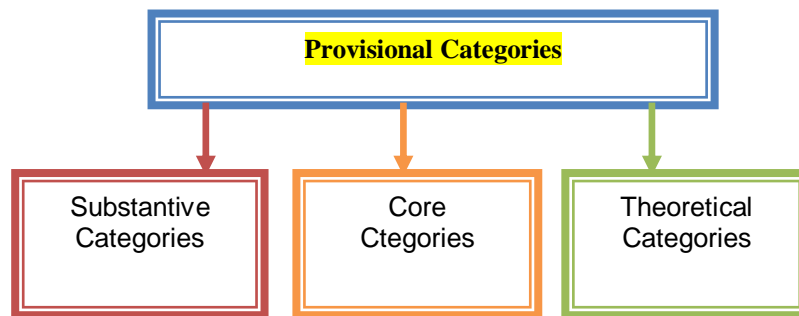 Provisional Categories
Substantive
Categories
Core
Ctegories
Theoretical
Categories